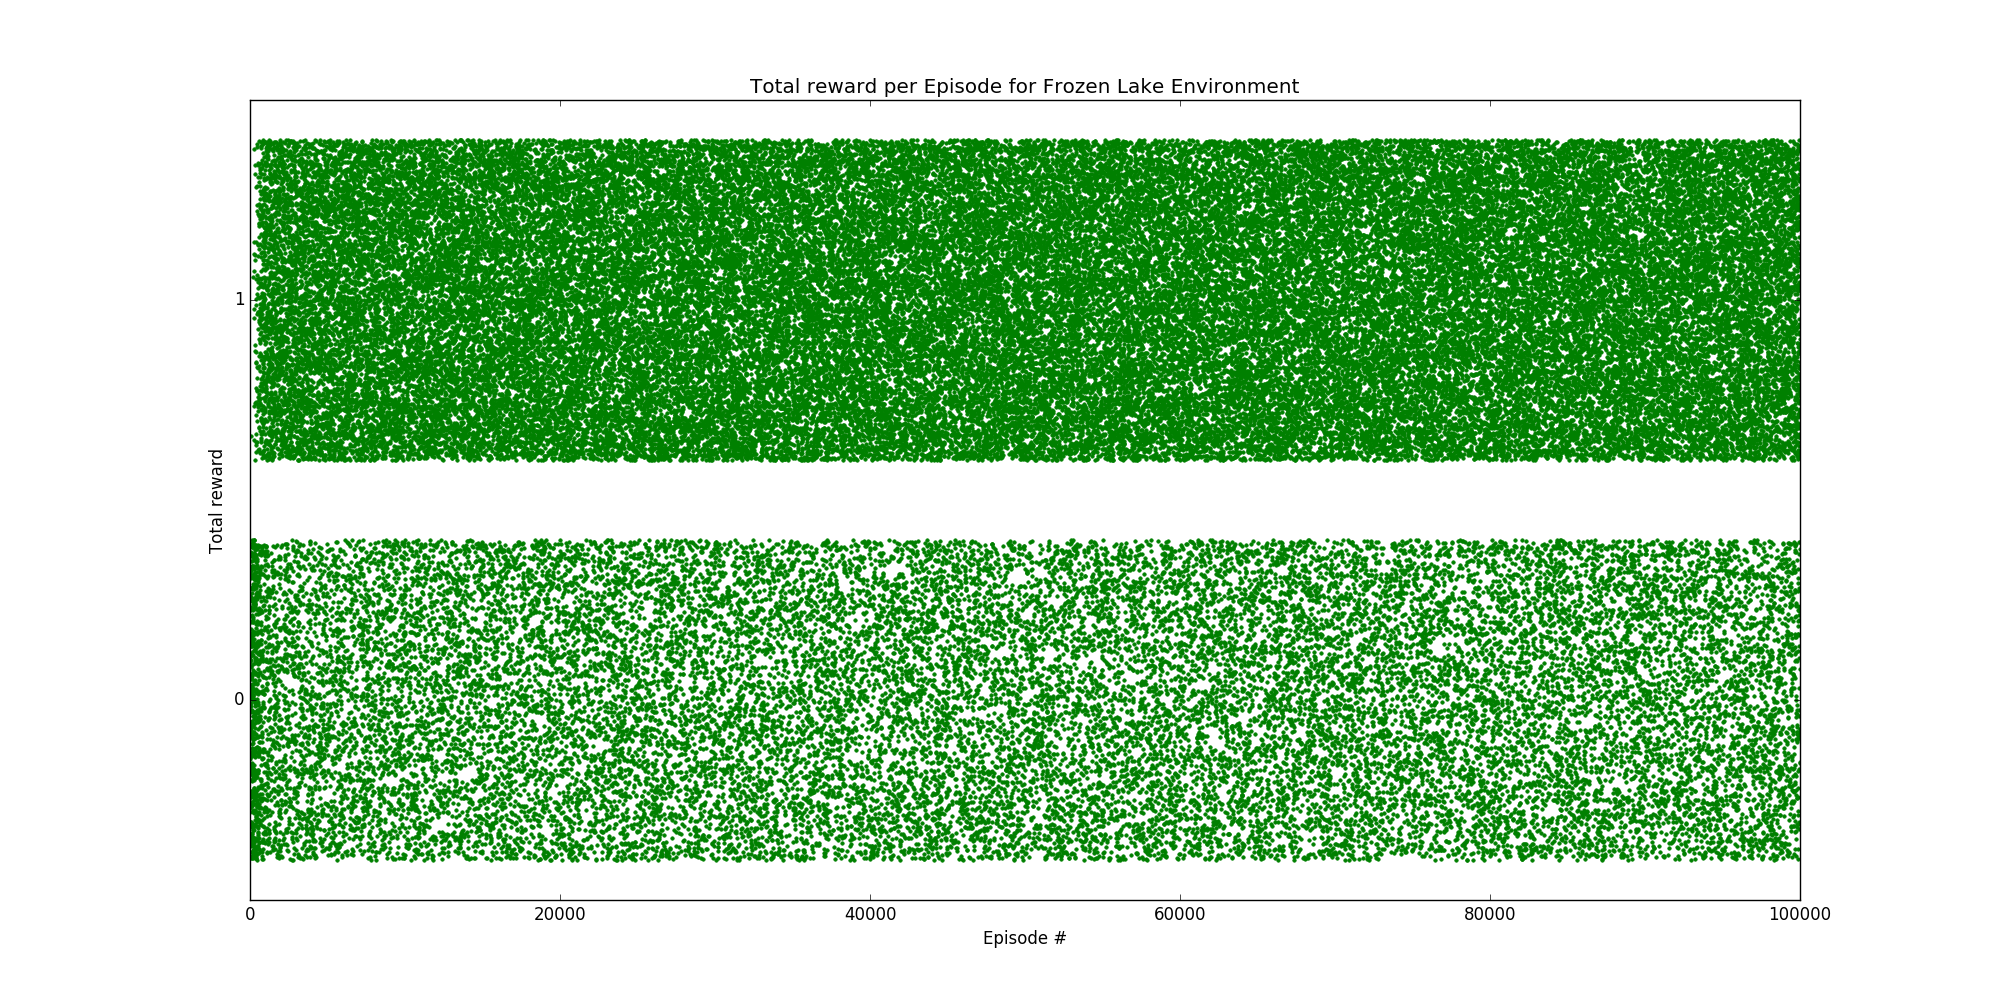 Total reward per Episode for Frozen Lake Environment
1
Total reward
0
0 20000 40000 60000 80000 100000
Episode #